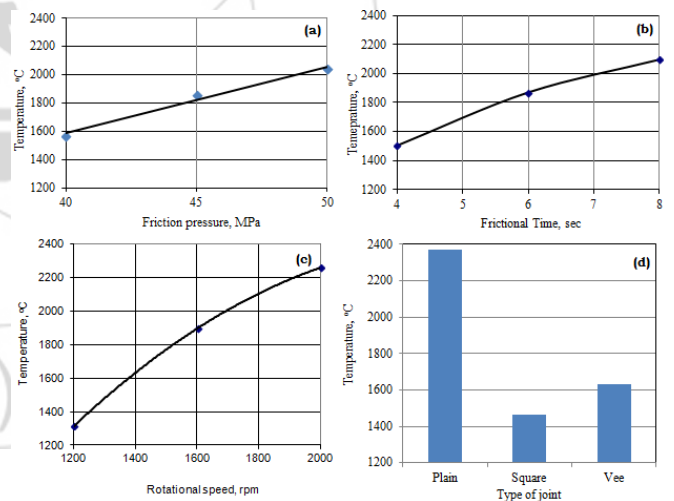 (a)
2400
2200
2000
1800
1600
1400
1200
40
45
50
Temperature, °C
Friction pressure, MPa
(b)
2400
2200
2000
1800
1600
1400
1200
4
5
6
7
8
Temeprature, °C
Frictional Time, sec
(c)
2400
2200
2000
1800
1600
1400
1200
1200
1400
1600
1800
2000
Temperature, °C
Rotational speed, rpm
(d)
2400
2200
2000
1800
1600
1400
1200
Plain
Square
Vee
Temperature, °C
Type of joint